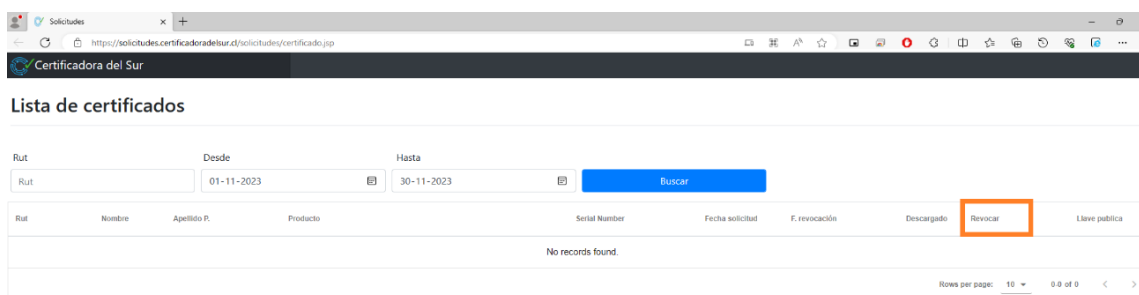 Solicitudes
https://solicitudes.certificadoradelsur.cl/solicitudes/certificado.jsp
Certificadora del Sur
Lista de certificados
Rut Desde Hasta
Rut 01-11-2023 30-11-2023 Buscar
Rut Nombre Apellido P. Producto Serial Number Fecha solicitud F. revocación Descargado Revocar Llave publica
No records found.
Rows per page: 10 0-0 of 0